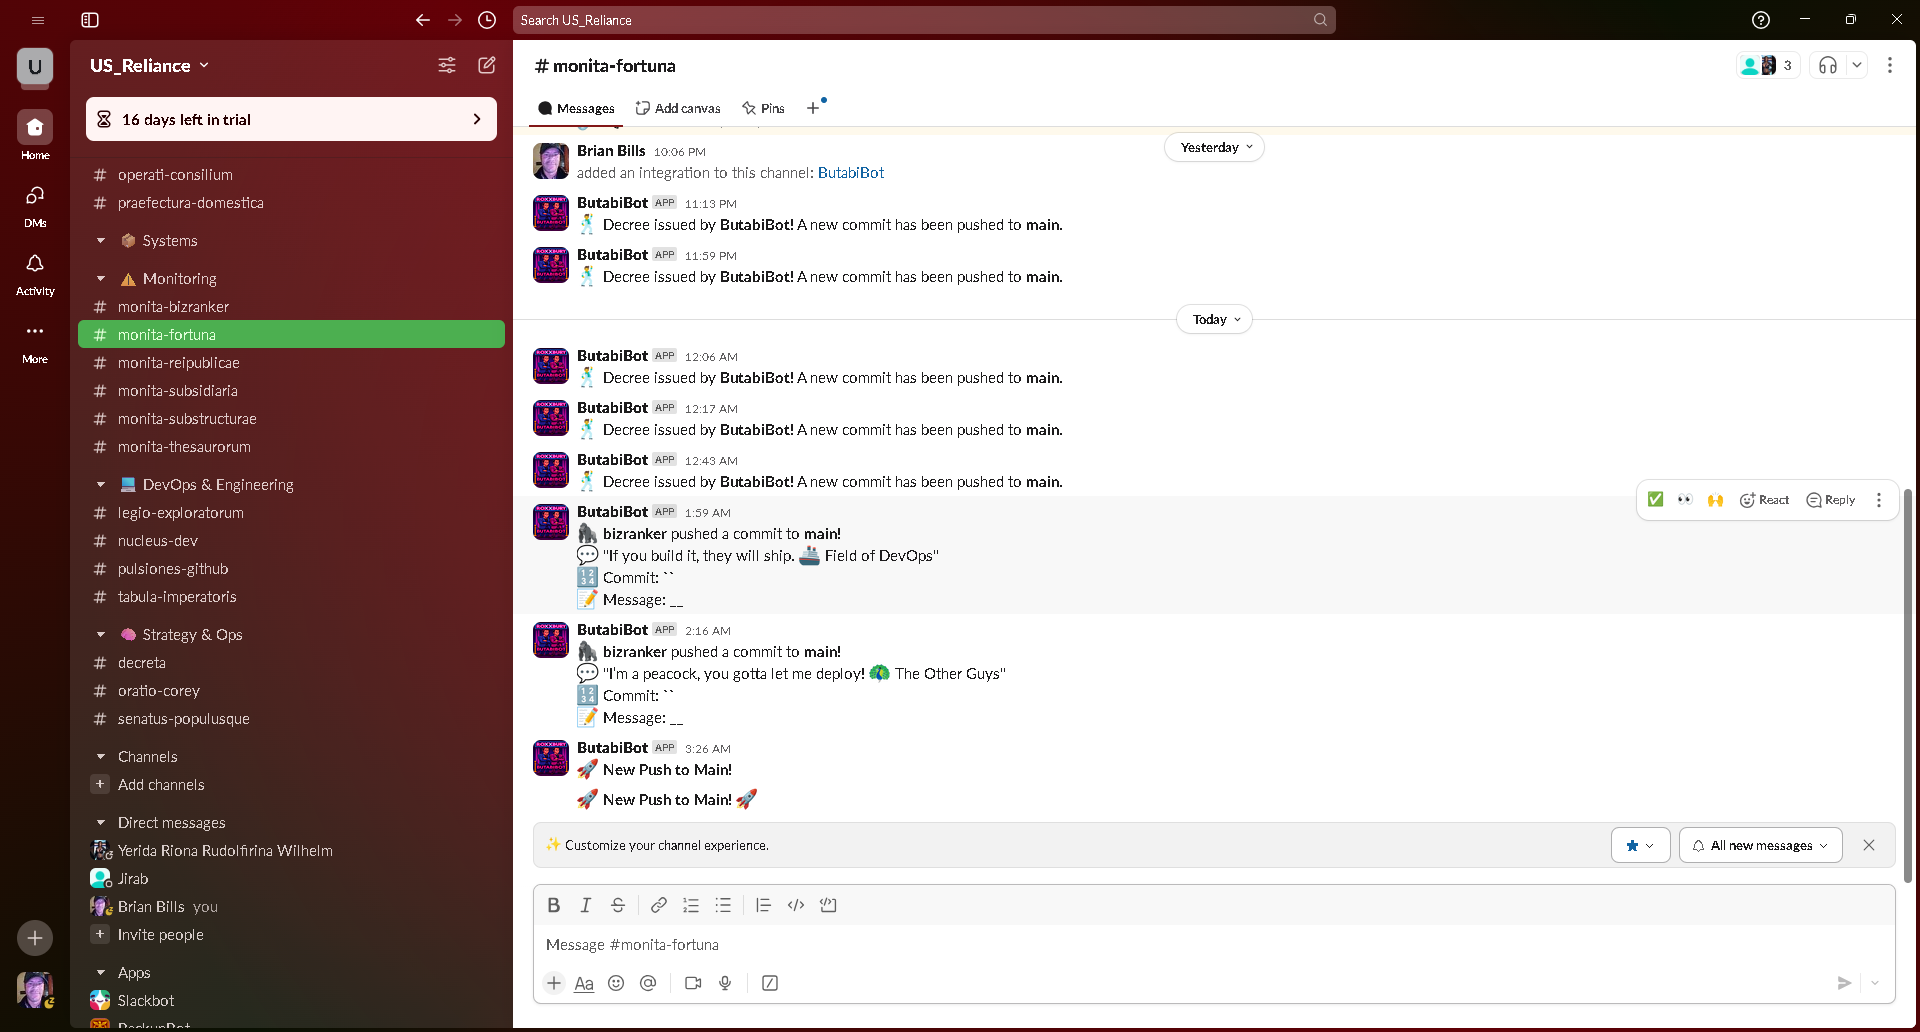 Search US_Reliance
U
Home
DMs
Activity
More
US_Reliance
16 days left in trial
# operati-consilium
# praefectura-domestica
Systems
Monitoring
# monita-bizranker
# monita-fortuna
# monita-reipublicae
# monita-subsidiaria
# monita-substructurae
# monita-thesaurorum
DevOps & Engineering
# legio-exploratorum
# nucleus-dev
# pulsiones-github
# tabula-imperatoris
Strategy & Ops
# decreta
# oratio-corey
# senatus-populusque
Channels
+ Add channels
Direct messages
Yerida Riona Rudolfirina Wilhelm
Jirab
Brian Bills you
+ Invite people
Apps
Slackbot
# monita-fortuna
3
Messages
Add canvas
Pins
+
Yesterday
Brian Bills 10:06 PM
added an integration to this channel: ButabiBot
ButabiBot APP 11:13 PM
🕺 Decree issued by ButabiBot! A new commit has been pushed to main.
ButabiBot APP 11:59 PM
🕺 Decree issued by ButabiBot! A new commit has been pushed to main.
Today
ButabiBot APP 12:06 AM
🕺 Decree issued by ButabiBot! A new commit has been pushed to main.
ButabiBot APP 12:17 AM
🕺 Decree issued by ButabiBot! A new commit has been pushed to main.
ButabiBot APP 12:43 AM
🕺 Decree issued by ButabiBot! A new commit has been pushed to main.
React
Reply
ButabiBot APP 1:59 AM
🦍 bizranker pushed a commit to main!
💬 "If you build it, they will ship. 🚢 Field of DevOps"
🔢 Commit: ``
📝 Message: __
ButabiBot APP 2:16 AM
🦍 bizranker pushed a commit to main!
💬 "I'm a peacock, you gotta let me deploy! 🦚 The Other Guys"
🔢 Commit: ``
📝 Message: __
ButabiBot APP 3:26 AM
🚀 New Push to Main!
🚀 New Push to Main! 🚀
✨ Customize your channel experience.
All new messages
Message #monita-fortuna
Aa